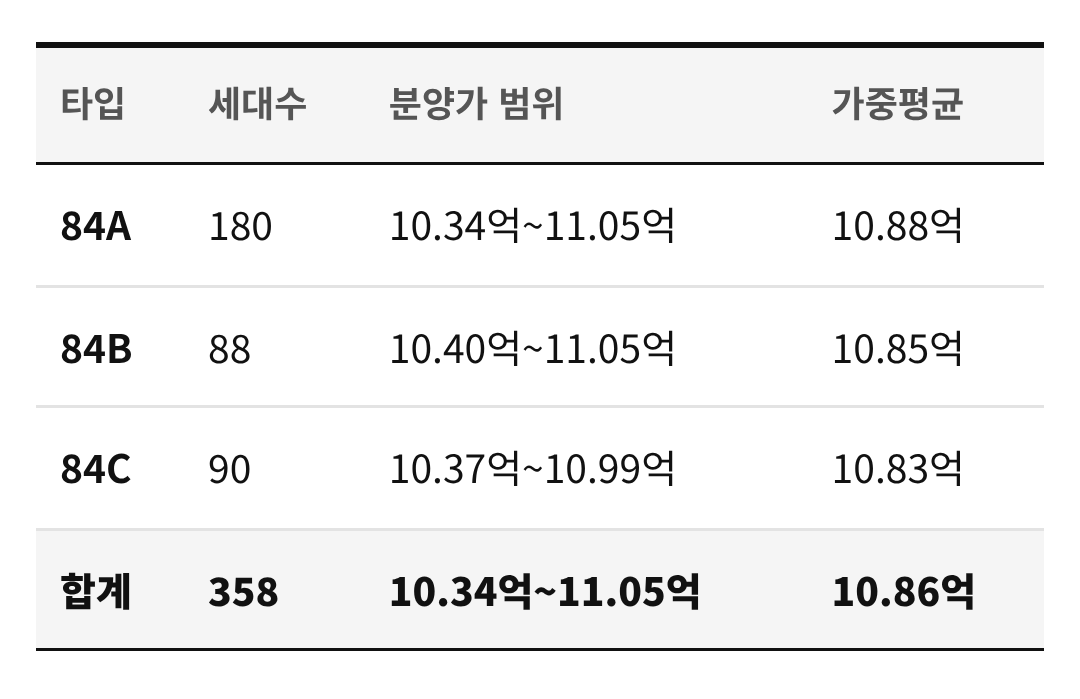 타입 세대수 분양가 범위 가중평균
84A 180 10.34억~11.05억 10.88억
84B 88 10.40억~11.05억 10.85억
84C 90 10.37억~10.99억 10.83억
합계 358 10.34억~11.05억 10.86억